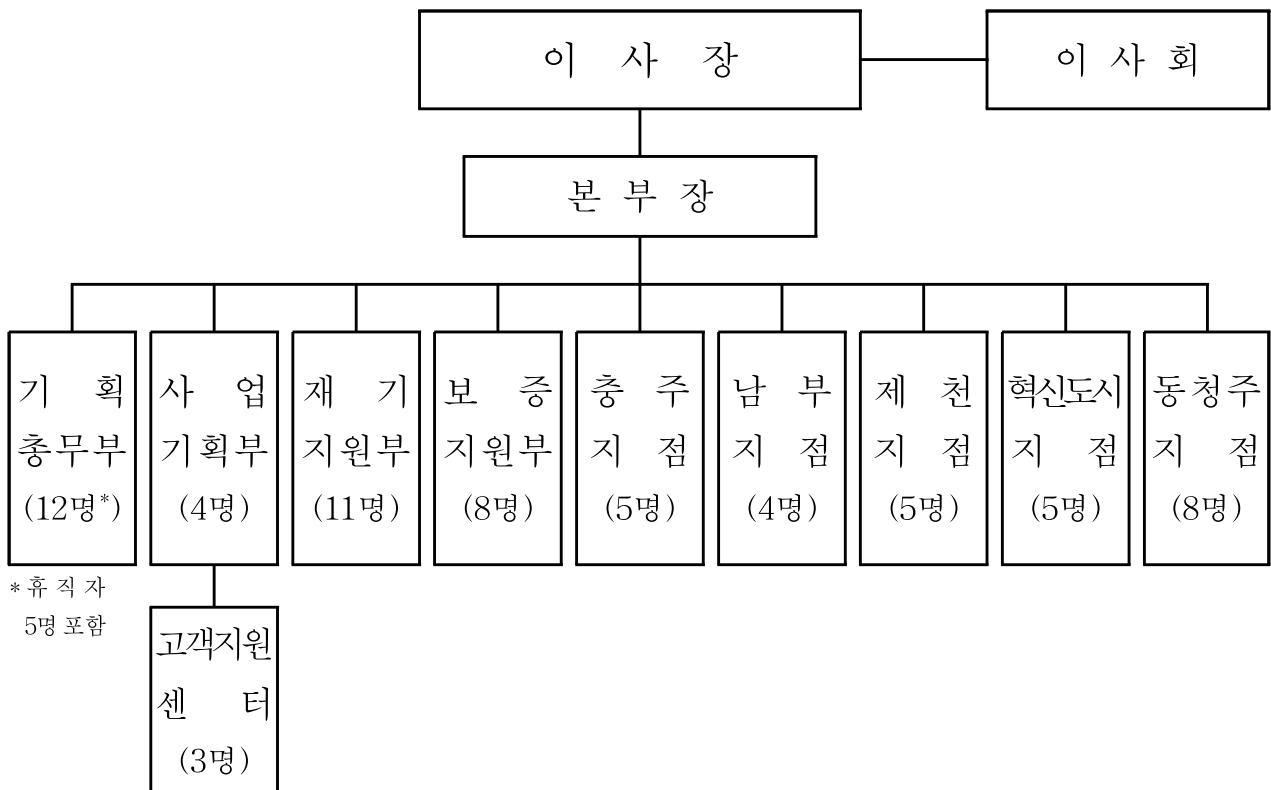 이 사 장
이 사 회
본 부 장
기 획
총무부
(12명*)
사 업
기획부
(4명)
재 기
지원부
(11명)
보 증
지원부
(8명)
충 주
지 점
(5명)
남 부
지 점
(4명)
제 천
지 점
(5명)
혁신도시
지 점
(5명)
동청주
지 점
(8명)
* 휴 직 자
5명 포함
고객지원
센 터
(3명)